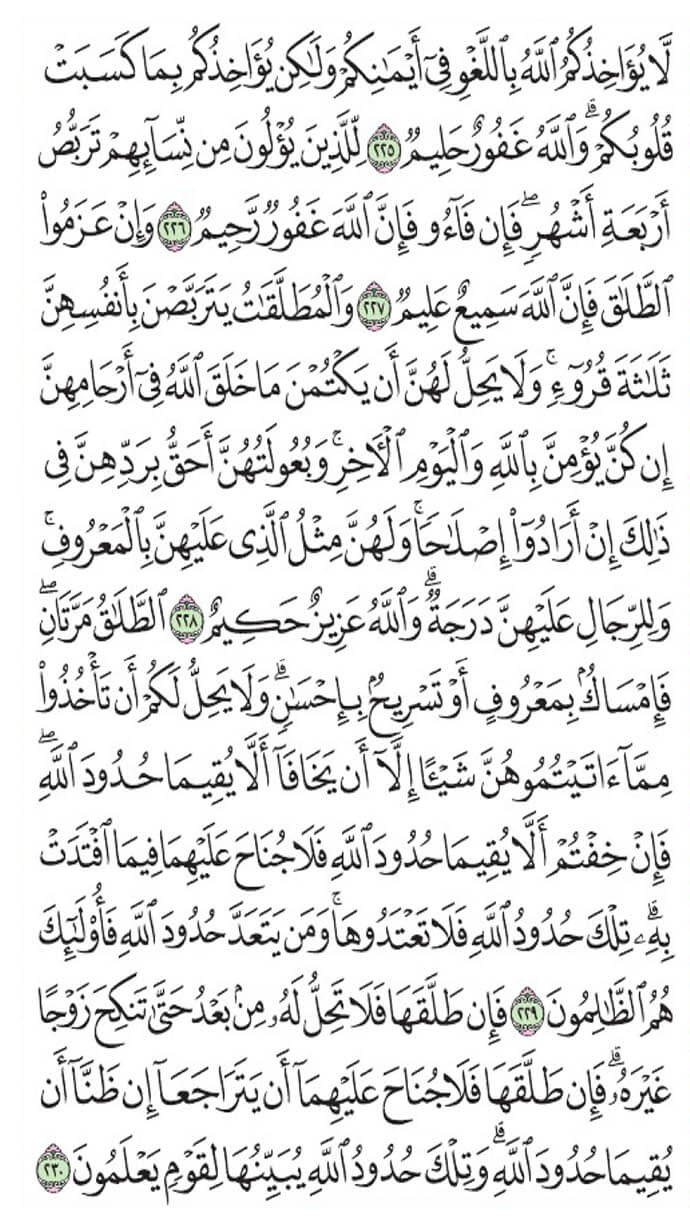 لَّا يُؤَاخِذُكُمُ ٱللَّهُ بِٱللَّغْوِ فِىٓ أَيْمَٰنِكُمْ وَلَٰكِن يُؤَاخِذُكُم بِمَا كَسَبَتْ
قُلُوبُكُمْ ۗ وَٱللَّهُ غَفُورٌ حَلِيمٌ ٢٢٥ لِّلَّذِينَ يُؤْلُونَ مِن نِّسَآئِهِمْ تَرَبُّصُ
أَرْبَعَةِ أَشْهُرٍ ۖ فَإِن فَآءُو فَإِنَّ ٱللَّهَ غَفُورٌ رَّحِيمٌ ٢٢٦ وَإِنْ عَزَمُوا۟
ٱلطَّلَٰقَ فَإِنَّ ٱللَّهَ سَمِيعٌ عَلِيمٌ ٢٢٧ وَٱلْمُطَلَّقَٰتُ يَتَرَبَّصْنَ بِأَنفُسِهِنَّ
ثَلَٰثَةَ قُرُوٓءٍ ۚ وَلَا يَحِلُّ لَهُنَّ أَن يَكْتُمْنَ مَا خَلَقَ ٱللَّهُ فِىٓ أَرْحَامِهِنَّ
إِن كُنَّ يُؤْمِنَّ بِٱللَّهِ وَٱلْيَوْمِ ٱلْءَاخِرِ ۚ وَبُعُولَتُهُنَّ أَحَقُّ بِرَدِّهِنَّ فِى
ذَٰلِكَ إِنْ أَرَادُوٓا۟ إِصْلَٰحًا ۚ وَلَهُنَّ مِثْلُ ٱلَّذِى عَلَيْهِنَّ بِٱلْمَعْرُوفِ ۚ
وَلِلرِّجَالِ عَلَيْهِنَّ دَرَجَةٌ ۗ وَٱللَّهُ عَزِيزٌ حَكِيمٌ ٢٢٨ ٱلطَّلَٰقُ مَرَّتَانِ ۖ
فَإِمْسَاكٌۢ بِمَعْرُوفٍ أَوْ تَسْرِيحٌۢ بِإِحْسَٰنٍ ۗ وَلَا يَحِلُّ لَكُمْ أَن تَأْخُذُوا۟
مِمَّآ ءَاتَيْتُمُوهُنَّ شَيْـًٔا إِلَّآ أَن يَخَافَآ أَلَّا يُقِيمَا حُدُودَ ٱللَّهِ ۖ
فَإِنْ خِفْتُمْ أَلَّا يُقِيمَا حُدُودَ ٱللَّهِ فَلَا جُنَاحَ عَلَيْهِمَا فِيمَا ٱفْتَدَتْ
بِهِۦ ۗ تِلْكَ حُدُودُ ٱللَّهِ فَلَا تَعْتَدُوهَا ۚ وَمَن يَتَعَدَّ حُدُودَ ٱللَّهِ فَأُو۟لَٰٓئِكَ
هُمُ ٱلظَّٰلِمُونَ ٢٢٩ فَإِن طَلَّقَهَا فَلَا تَحِلُّ لَهُۥ مِنۢ بَعْدُ حَتَّىٰ تَنكِحَ زَوْجًا
غَيْرَهُۥ ۗ فَإِن طَلَّقَهَا فَلَا جُنَاحَ عَلَيْهِمَآ أَن يَتَرَاجَعَآ إِن ظَنَّآ أَن
يُقِيمَا حُدُودَ ٱللَّهِ ۗ وَتِلْكَ حُدُودُ ٱللَّهِ يُبَيِّنُهَا لِقَوْمٍ يَعْلَمُونَ ٢٣٠